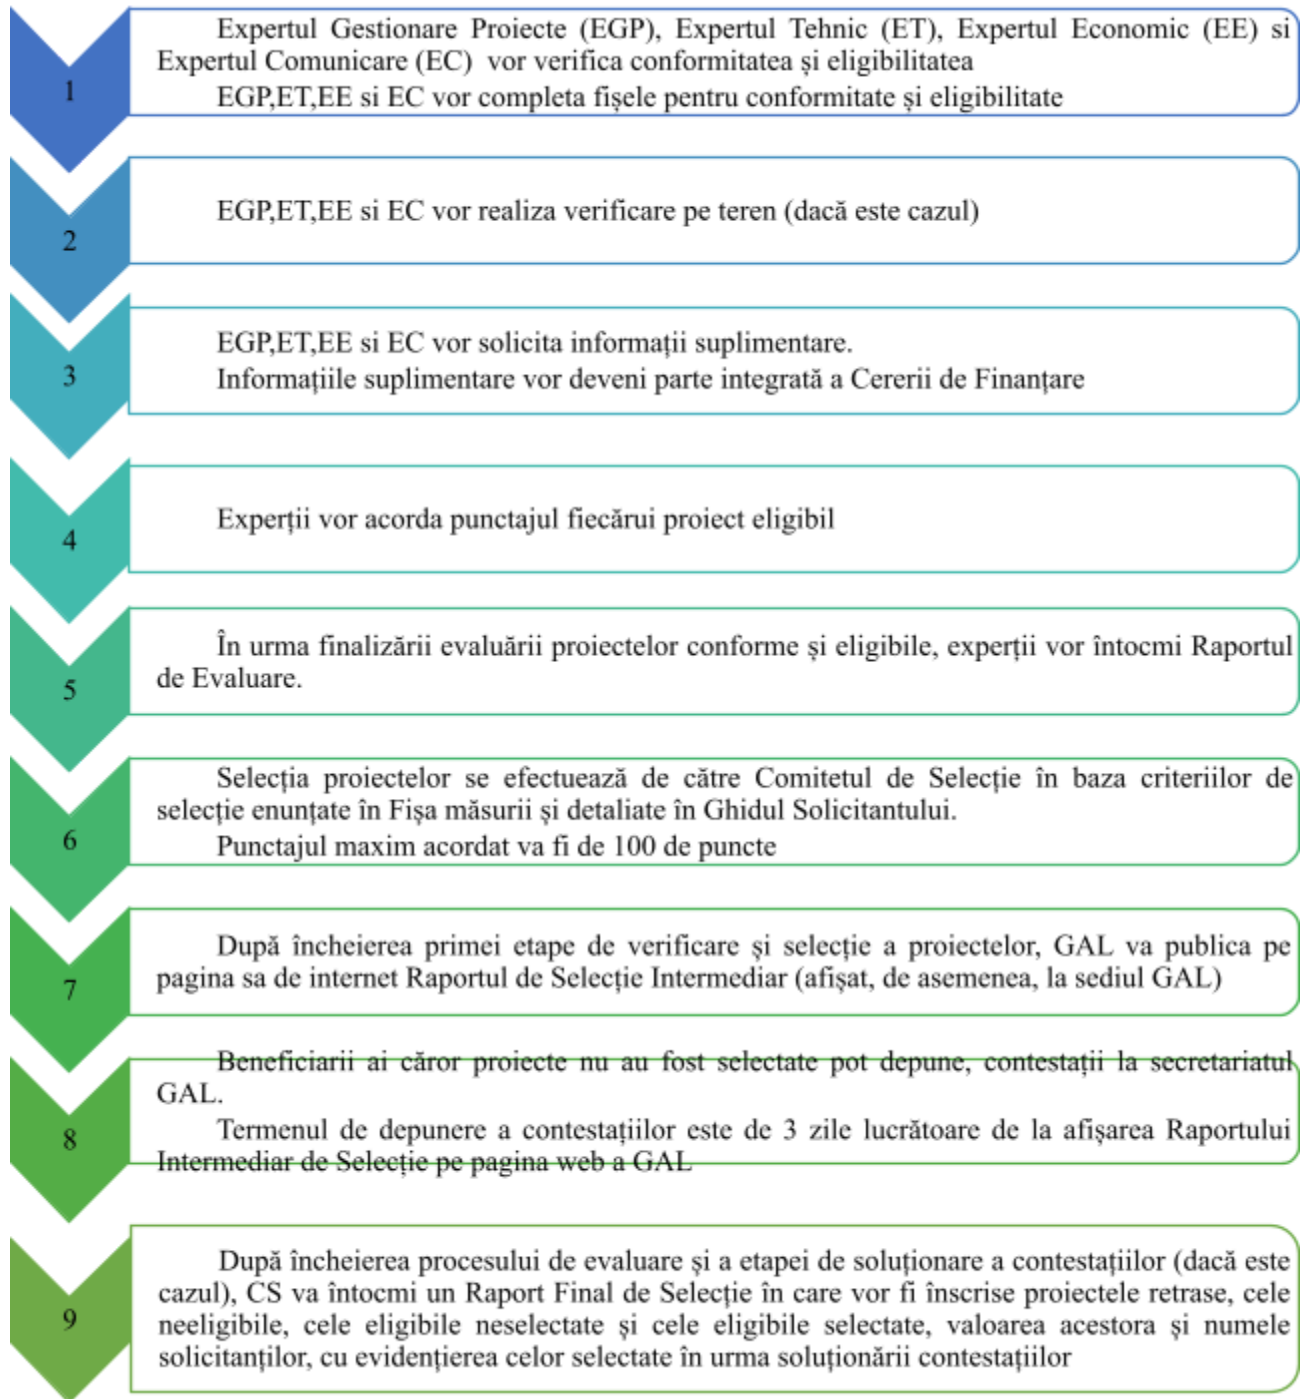 1
Expertul Gestionare Proiecte (EGP), Expertul Tehnic (ET), Expertul Economic (EE) si
Expertul Comunicare (EC) vor verifica conformitatea și eligibilitatea
EGP,ET,EE si EC vor completa fișele pentru conformitate și eligibilitate
2
EGP,ET,EE si EC vor realiza verificare pe teren (dacă este cazul)
3
EGP,ET,EE si EC vor solicita informații suplimentare.
Informațiile suplimentare vor deveni parte integrată a Cererii de Finanțare
4
Experții vor acorda punctajul fiecărui proiect eligibil
5
În urma finalizării evaluării proiectelor conforme și eligibile, experții vor întocmi Raportul
de Evaluare.
6
Selecția proiectelor se efectuează de către Comitetul de Selecție în baza criteriilor de
selecție enunțate în Fișa măsurii și detaliate în Ghidul Solicitantului.
Punctajul maxim acordat va fi de 100 de puncte
7
După încheierea primei etape de verificare și selecție a proiectelor, GAL va publica pe
pagina sa de internet Raportul de Selecție Intermediar (afișat, de asemenea, la sediul GAL)
8
Beneficiarii ai căror proiecte nu au fost selectate pot depune, contestații la secretariatul
GAL.
Termenul de depunere a contestațiilor este de 3 zile lucrătoare de la afișarea Raportului
Intermediar de Selecție pe pagina web a GAL
9
După încheierea procesului de evaluare și a etapei de soluționare a contestațiilor (dacă este
cazul), CS va întocmi un Raport Final de Selecție în care vor fi înscrise proiectele retrase, cele
neeligibile, cele eligibile neselectate și cele eligibile selectate, valoarea acestora și numele
solicitanților, cu evidențierea celor selectate în urma soluționării contestațiilor